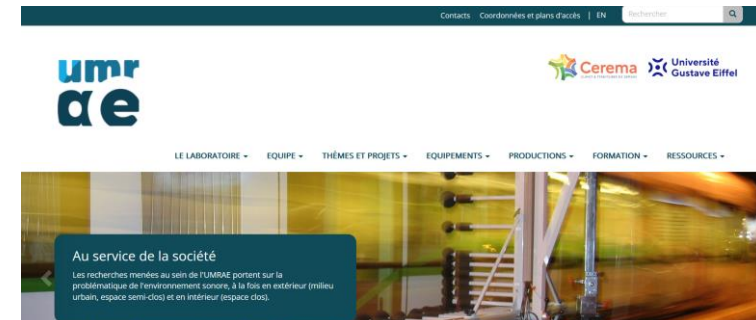 Contacts Coordonnées et plans d'accès | EN Rechercher
umr
ae
Cerema
Université
Gustave Eiffel
LE LABORATOIRE EQUIPE THÈMES ET PROJETS EQUIPEMENTS PRODUCTIONS FORMATION RESSOURCES
Au service de la société
Les recherches menées au sein de l'UMRAE portent sur la
problématique de l'environnement sonore, à la fois en extérieur (milieu
urbain, espace semi-clos) et en intérieur (espace clos).